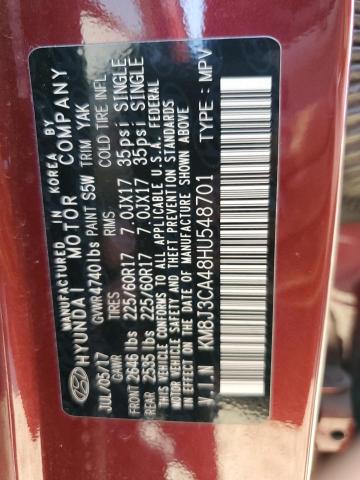 MANUFACTURED IN KOREA BY
HYUNDAI MOTOR COMPANY
JUL/05/17 GVWR 4740 lbs PAINT S5W TRIM YAK
GAWR TIRES RIMS COLD TIRE INFL
FRONT 2646 lbs 225/60R17 7.0JX17 35psi SINGLE
REAR 2535 lbs 225/60R17 7.0JX17 35psi SINGLE
THIS VEHICLE CONFORMS TO ALL APPLICABLE U.S.A. FEDERAL
MOTOR VEHICLE SAFETY AND THEFT PREVENTION STANDARDS
IN EFFECT ON THE DATE OF MANUFACTURE SHOWN ABOVE
V.I.N : KM8J3CA48HU548701 TYPE : MPV